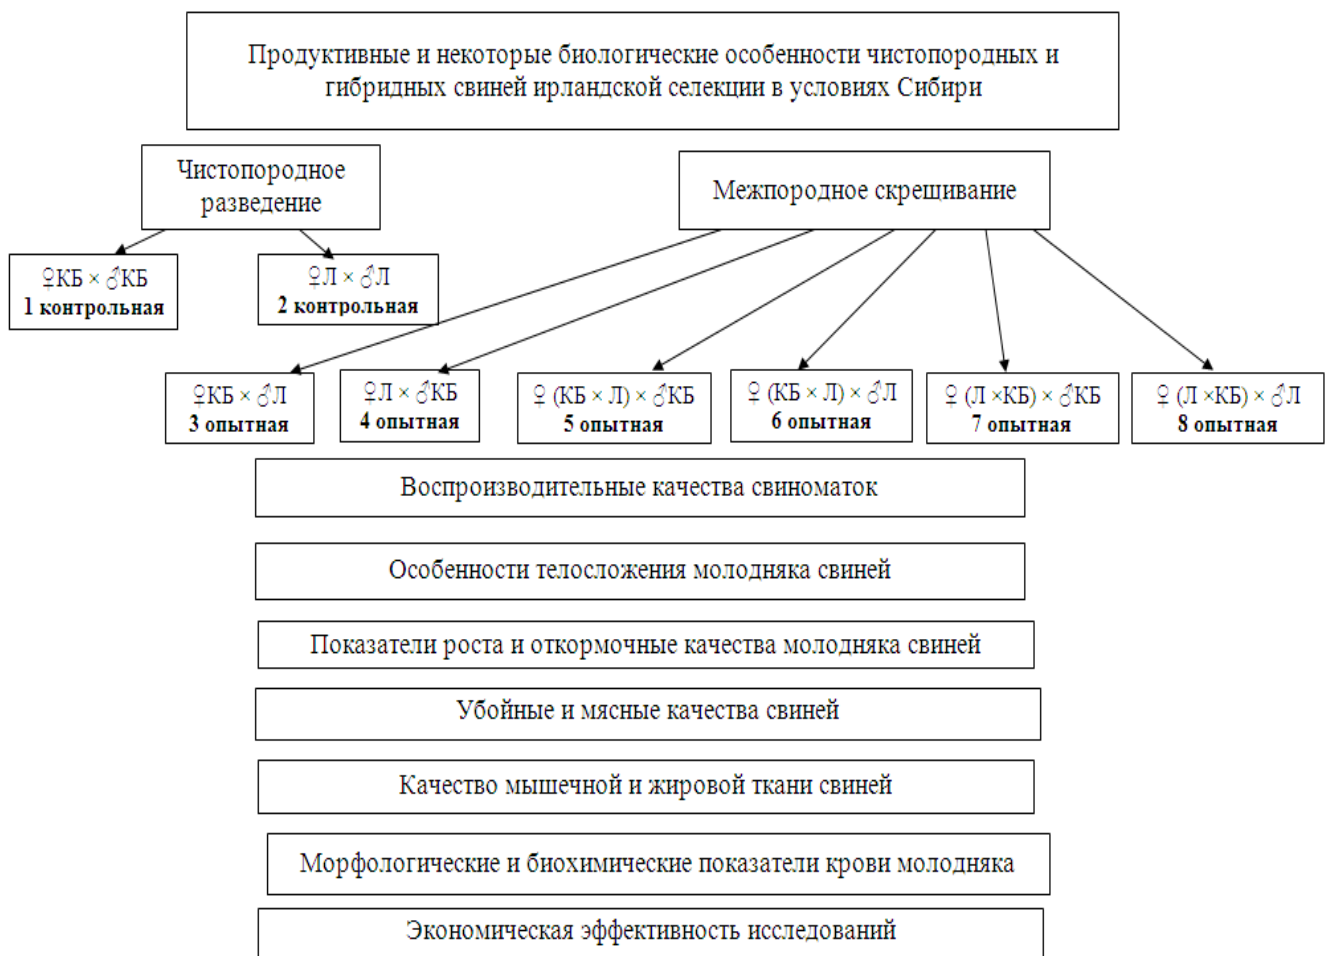 Продуктивные и некоторые биологические особенности чистопородных и
гибридных свиней ирландской селекции в условиях Сибири
Чистопородное
разведение
Межпородное скрещивание
♀КБ × ♂КБ
1 контрольная
♀Л × ♂Л
2 контрольная
♀КБ × ♂Л
3 опытная
♀Л × ♂КБ
4 опытная
♀ (КБ × Л) × ♂КБ
5 опытная
♀ (КБ × Л) × ♂Л
6 опытная
♀ (Л ×КБ) × ♂КБ
7 опытная
♀ (Л ×КБ) × ♂Л
8 опытная
Воспроизводительные качества свиноматок
Особенности телосложения молодняка свиней
Показатели роста и откормочные качества молодняка свиней
Убойные и мясные качества свиней
Качество мышечной и жировой ткани свиней
Морфологические и биохимические показатели крови молодняка
Экономическая эффективность исследований